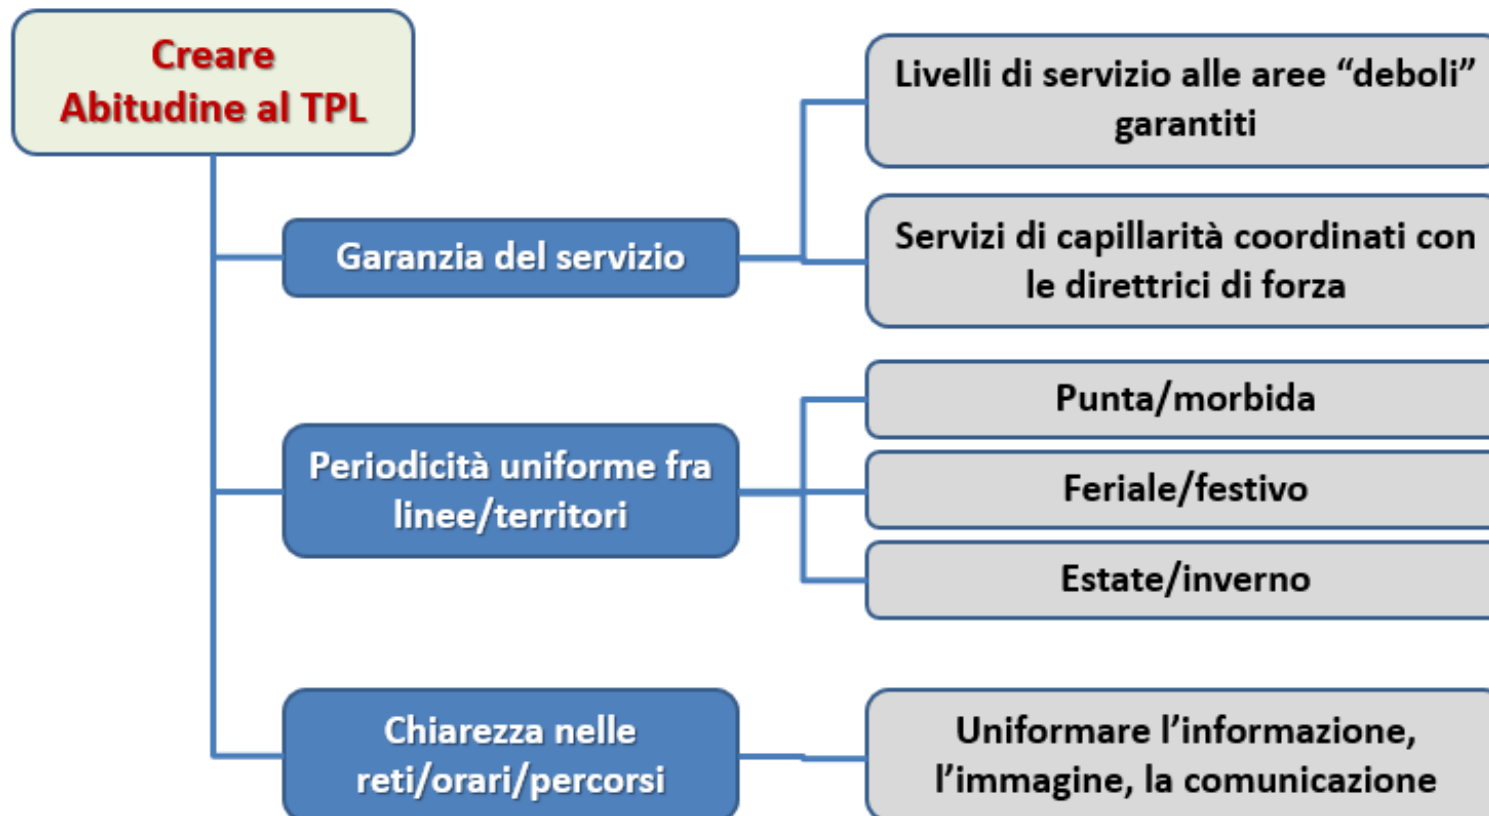 Creare
Abitudine al TPL
Livelli di servizio alle aree “deboli”
garantiti
Garanzia del servizio
Servizi di capillarità coordinati con
le direttrici di forza
Periodicità uniforme fra
linee/territori
Punta/morbida
Feriale/festivo
Estate/inverno
Chiarezza nelle
reti/orari/percorsi
Uniformare l’informazione,
l’immagine, la comunicazione